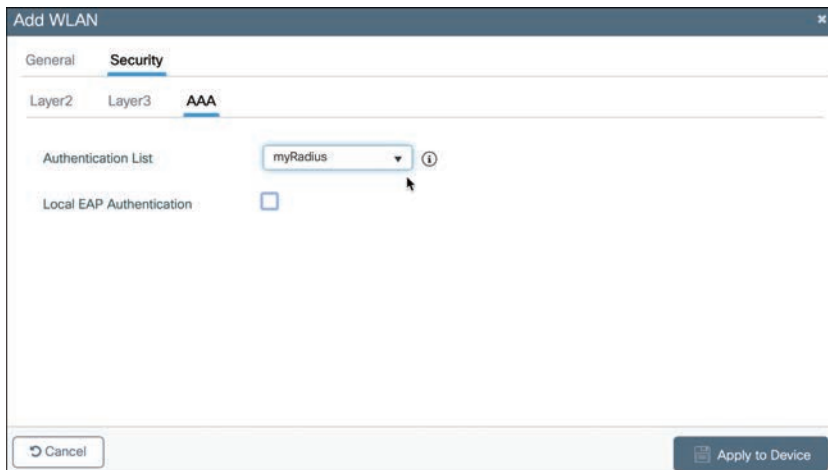 Add WLAN
General Security
Layer2 Layer3 AAA
Authentication List myRadius
Local EAP Authentication
Cancel Apply to Device